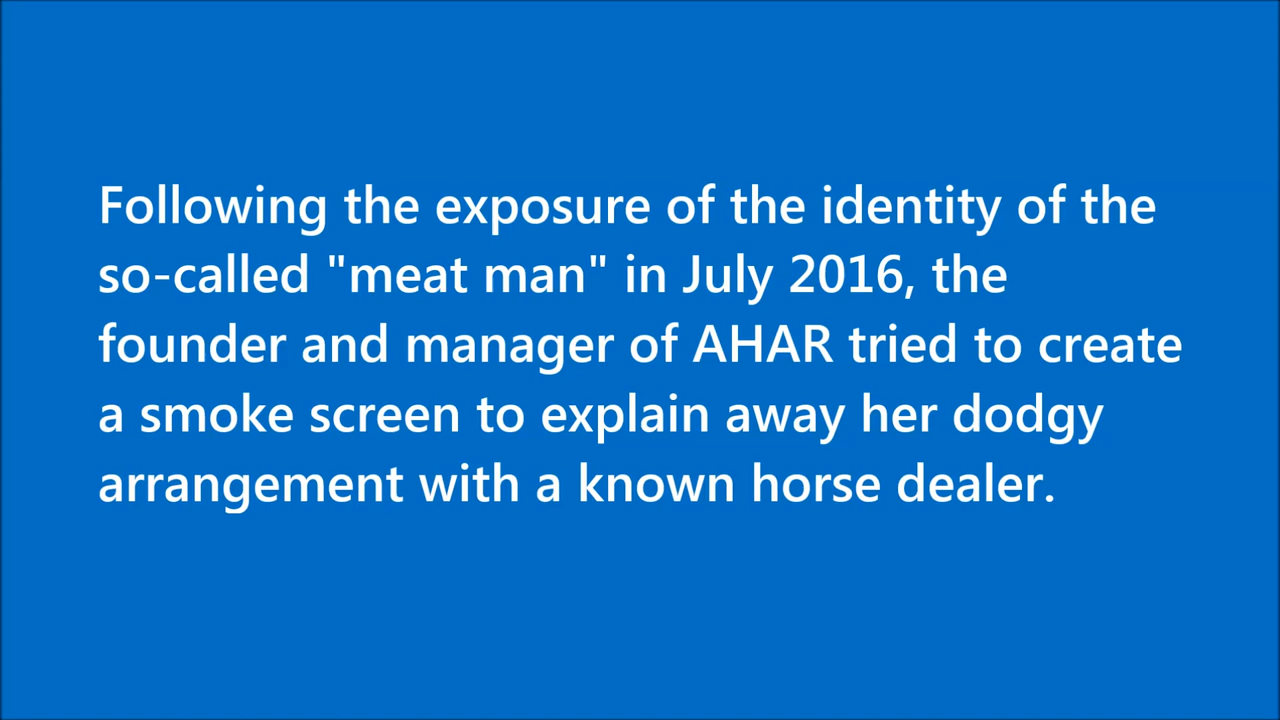 Following the exposure of the identity of the
so-called "meat man" in July 2016, the
founder and manager of AHAR tried to create
a smoke screen to explain away her dodgy
arrangement with a known horse dealer.